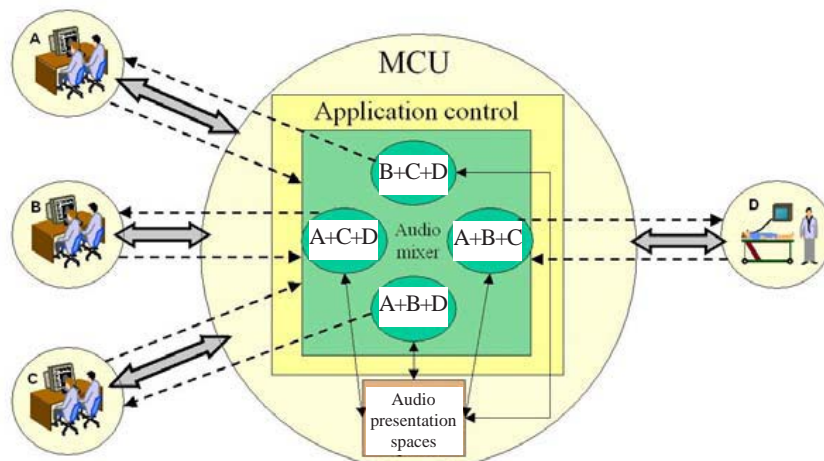 A
MCU
Application control
B+C+D
B
D
A+C+D
Audio
mixer
A+B+C
A+B+D
C
Audio
presentation
spaces